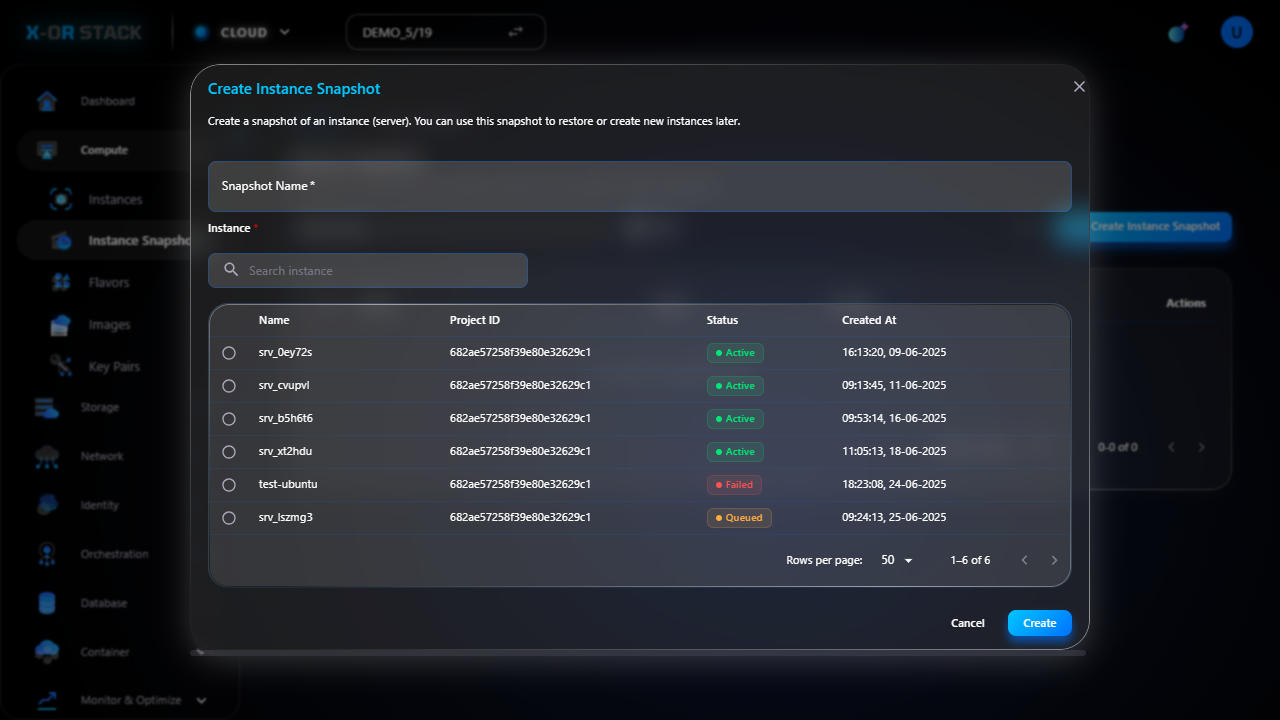 X-OR STACK
CLOUD
DEMO_5/19
U
Dashboard
Compute
Instances
Instance Snapsho
Flavors
Images
Key Pairs
Storage
Network
Identity
Orchestration
Database
Container
Monitor & Optimize
Create Instance Snapshot
Create a snapshot of an instance (server). You can use this snapshot to restore or create new instances later.
Snapshot Name *
Instance *
Search instance
Name Project ID Status Created At
srv_0ey72s 682ae57258f39e80e32629c1 Active 16:13:20, 09-06-2025
srv_cvupvl 682ae57258f39e80e32629c1 Active 09:13:45, 11-06-2025
srv_b5h6t6 682ae57258f39e80e32629c1 Active 09:53:14, 16-06-2025
srv_xt2hdu 682ae57258f39e80e32629c1 Active 11:05:13, 18-06-2025
test-ubuntu 682ae57258f39e80e32629c1 Failed 18:23:08, 24-06-2025
srv_lszmg3 682ae57258f39e80e32629c1 Queued 09:24:13, 25-06-2025
Rows per page: 50 1–6 of 6
Cancel Create
Create Instance Snapshot
Actions
0-0 of 0